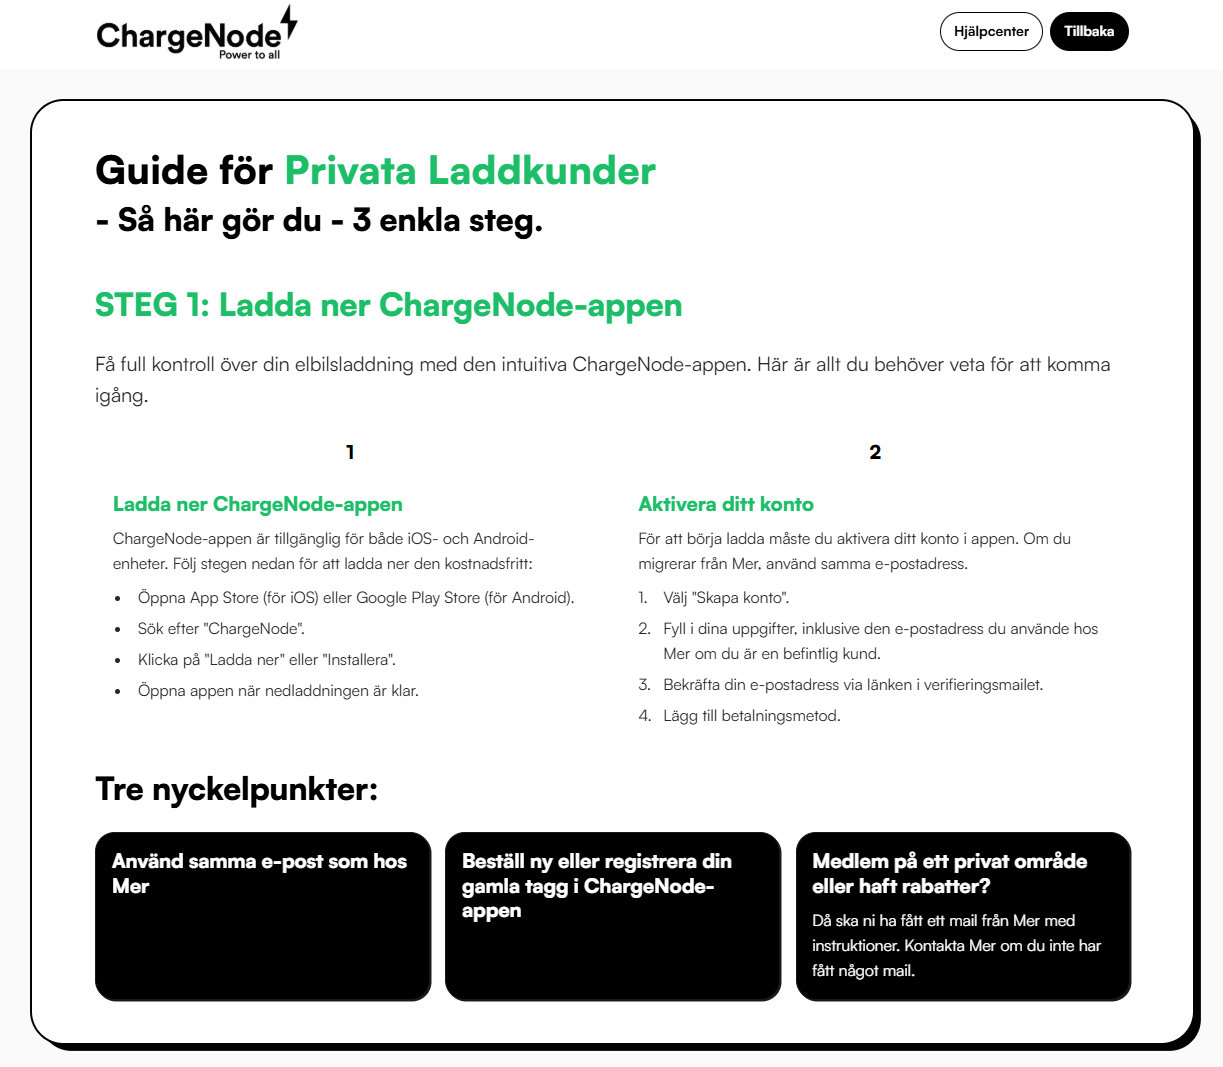 ChargeNode
Power to all
Hjälpcenter
Tillbaka
Guide för Privata Laddkunder
- Så här gör du - 3 enkla steg.
STEG 1: Ladda ner ChargeNode-appen
Få full kontroll över din elbilsladdning med den intuitiva ChargeNode-appen. Här är allt du behöver veta för att komma
igång.
1
Ladda ner ChargeNode-appen
ChargeNode-appen är tillgänglig för både iOS- och Android-
enheter. Följ stegen nedan för att ladda ner den kostnadsfritt:
• Öppna App Store (för iOS) eller Google Play Store (för Android).
• Sök efter "ChargeNode".
• Klicka på "Ladda ner" eller "Installera".
• Öppna appen när nedladdningen är klar.
2
Aktivera ditt konto
För att börja ladda måste du aktivera ditt konto i appen. Om du
migrerar från Mer, använd samma e-postadress.
1. Välj "Skapa konto".
2. Fyll i dina uppgifter, inklusive den e-postadress du använde hos
Mer om du är en befintlig kund.
3. Bekräfta din e-postadress via länken i verifieringsmailet.
4. Lägg till betalningsmetod.
Tre nyckelpunkter:
Använd samma e-post som hos
Mer
Beställ ny eller registrera din
gamla tagg i ChargeNode-
appen
Medlem på ett privat område
eller haft rabatter?
Då ska ni ha fått ett mail från Mer med
instruktioner. Kontakta Mer om du inte har
fått något mail.